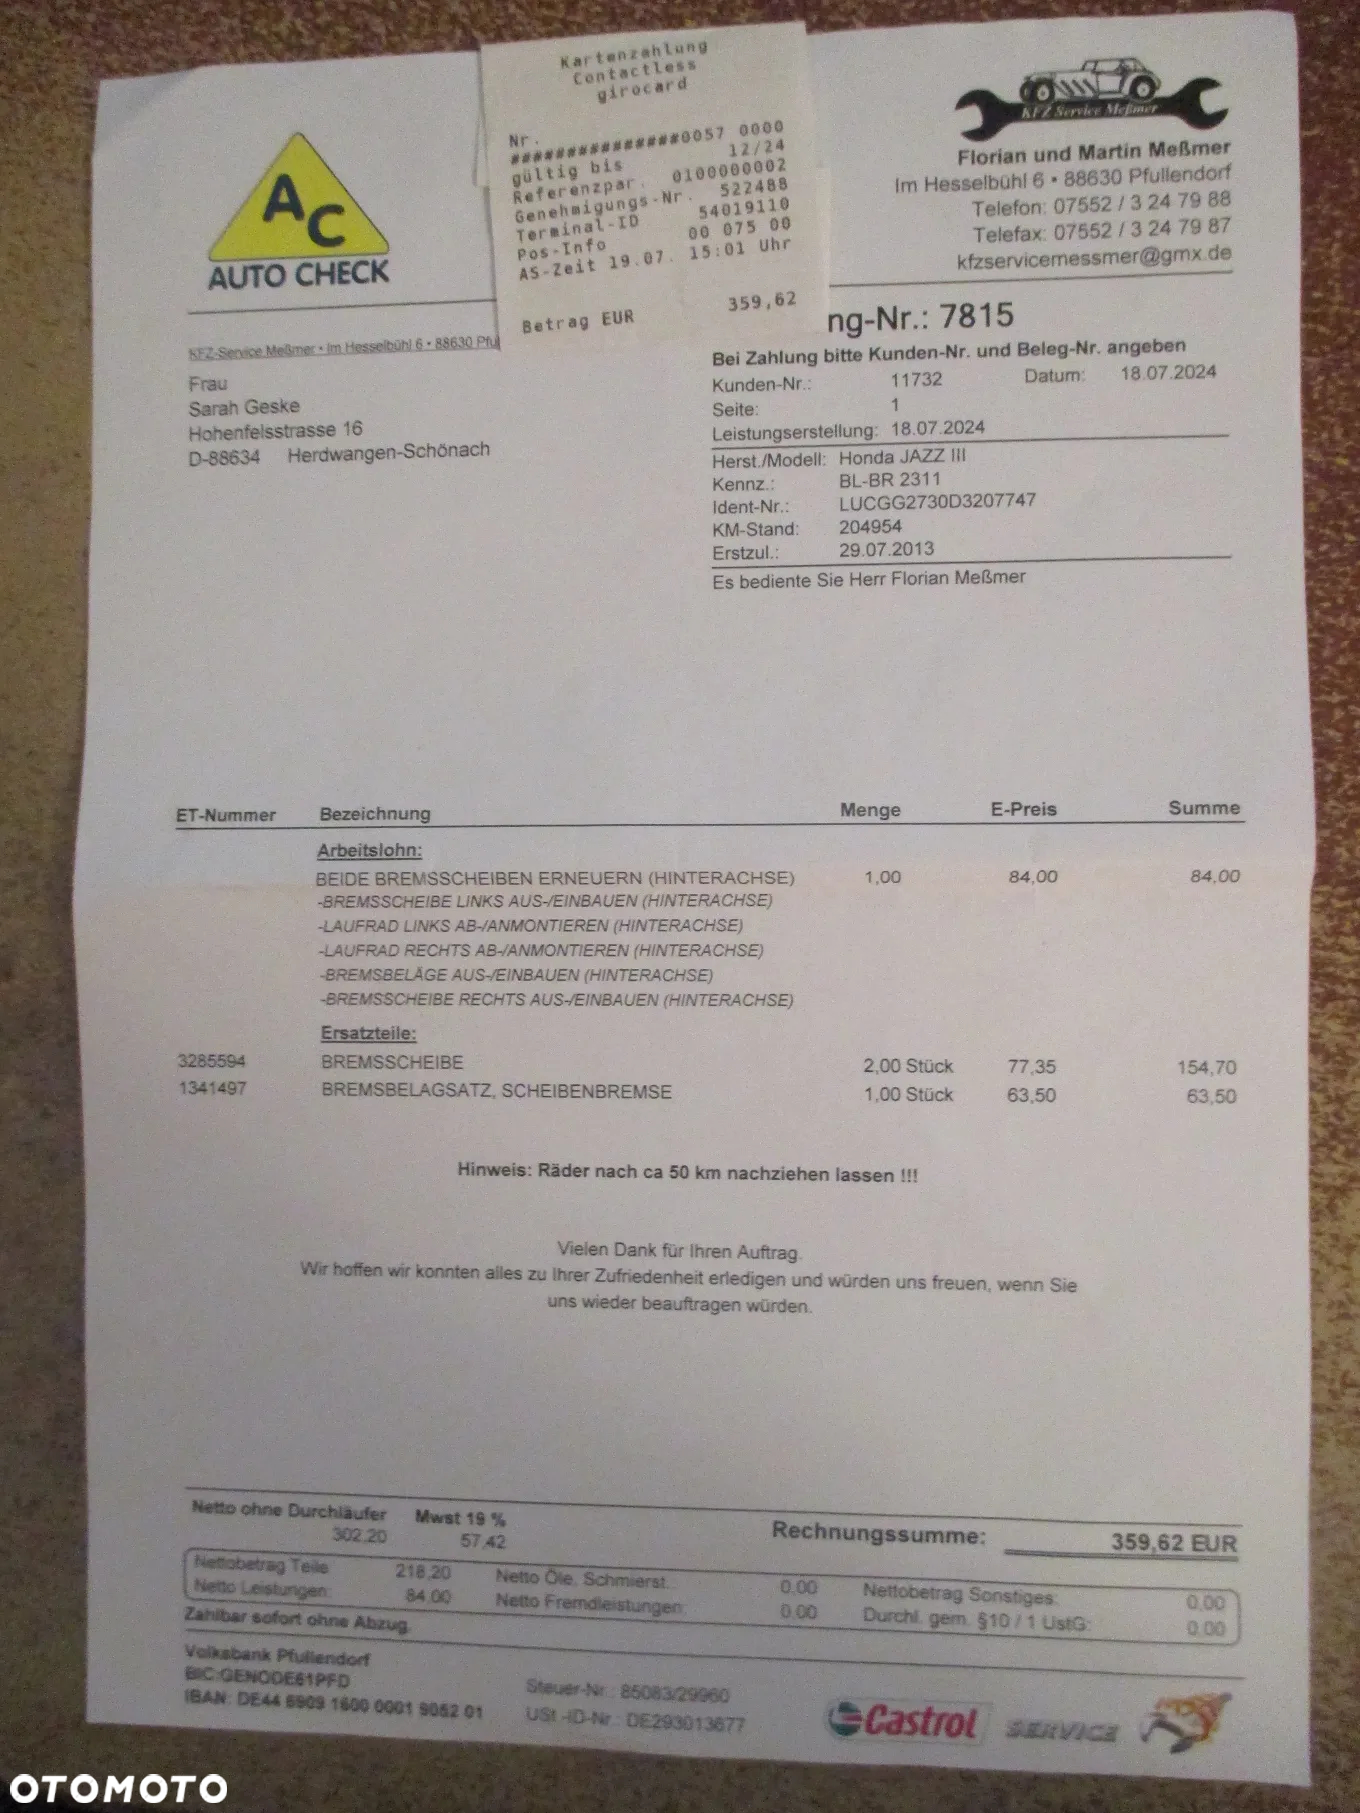 Kartenzahlung
Contactless
girocard
Nr.
##############0057 0000
gültig bis 12/24
Referenzpar. 0100000002
Genehmigungs-Nr. 522488
Terminal-ID 54019110
Pos-Info 00 075 00
AS-Zeit 19.07. 15:01 Uhr
Betrag EUR 359,62
AC
AUTO CHECK
KFZ Service Meßmer
Florian und Martin Meßmer
Im Hesselbühl 6 • 88630 Pfullendorf
Telefon: 07552 / 3 24 79 88
Telefax: 07552 / 3 24 79 87
kfzservicemessmer@gmx.de
ng-Nr.: 7815
KFZ-Service Meßmer • Im Hesselbühl 6 • 88630 Pful
Frau
Sarah Geske
Hohenfelsstrasse 16
D-88634 Herdwangen-Schönach
Bei Zahlung bitte Kunden-Nr. und Beleg-Nr. angeben
Kunden-Nr.: 11732 Datum: 18.07.2024
Seite: 1
Leistungserstellung: 18.07.2024
Herst./Modell: Honda JAZZ III
Kennz.: BL-BR 2311
Ident-Nr.: LUCGG2730D3207747
KM-Stand: 204954
Erstzul.: 29.07.2013
Es bediente Sie Herr Florian Meßmer
ET-Nummer Bezeichnung Menge E-Preis Summe
Arbeitslohn:
BEIDE BREMSSCHEIBEN ERNEUERN (HINTERACHSE) 1,00 84,00 84,00
-BREMSSCHEIBE LINKS AUS-/EINBAUEN (HINTERACHSE)
-LAUFRAD LINKS AB-/ANMONTIEREN (HINTERACHSE)
-LAUFRAD RECHTS AB-/ANMONTIEREN (HINTERACHSE)
-BREMSBELÄGE AUS-/EINBAUEN (HINTERACHSE)
-BREMSSCHEIBE RECHTS AUS-/EINBAUEN (HINTERACHSE)
Ersatzteile:
3285594 BREMSSCHEIBE 2,00 Stück 77,35 154,70
1341497 BREMSBELAGSATZ, SCHEIBENBREMSE 1,00 Stück 63,50 63,50
Hinweis: Räder nach ca 50 km nachziehen lassen !!!
Vielen Dank für Ihren Auftrag.
Wir hoffen wir konnten alles zu Ihrer Zufriedenheit erledigen und würden uns freuen, wenn Sie
uns wieder beauftragen würden.
Netto ohne Durchläufer Mwst 19 % Rechnungssumme: 359,62 EUR
302,20 57,42
Nettobetrag Teile 218,20 Netto Öle, Schmierst.: 0,00 Nettobetrag Sonstiges: 0,00
Netto Leistungen: 84,00 Netto Fremdleistungen: 0,00 Durchl. gem. §10 / 1 UstG: 0,00
Zahlbar sofort ohne Abzug.
Volksbank Pfullendorf
BIC:GENODE61PFD
IBAN: DE44 6909 1600 0001 9052 01
Steuer-Nr.: 85083/29960
USt.-ID-Nr.: DE293013677
Castrol SERVICE
OTOMOTO